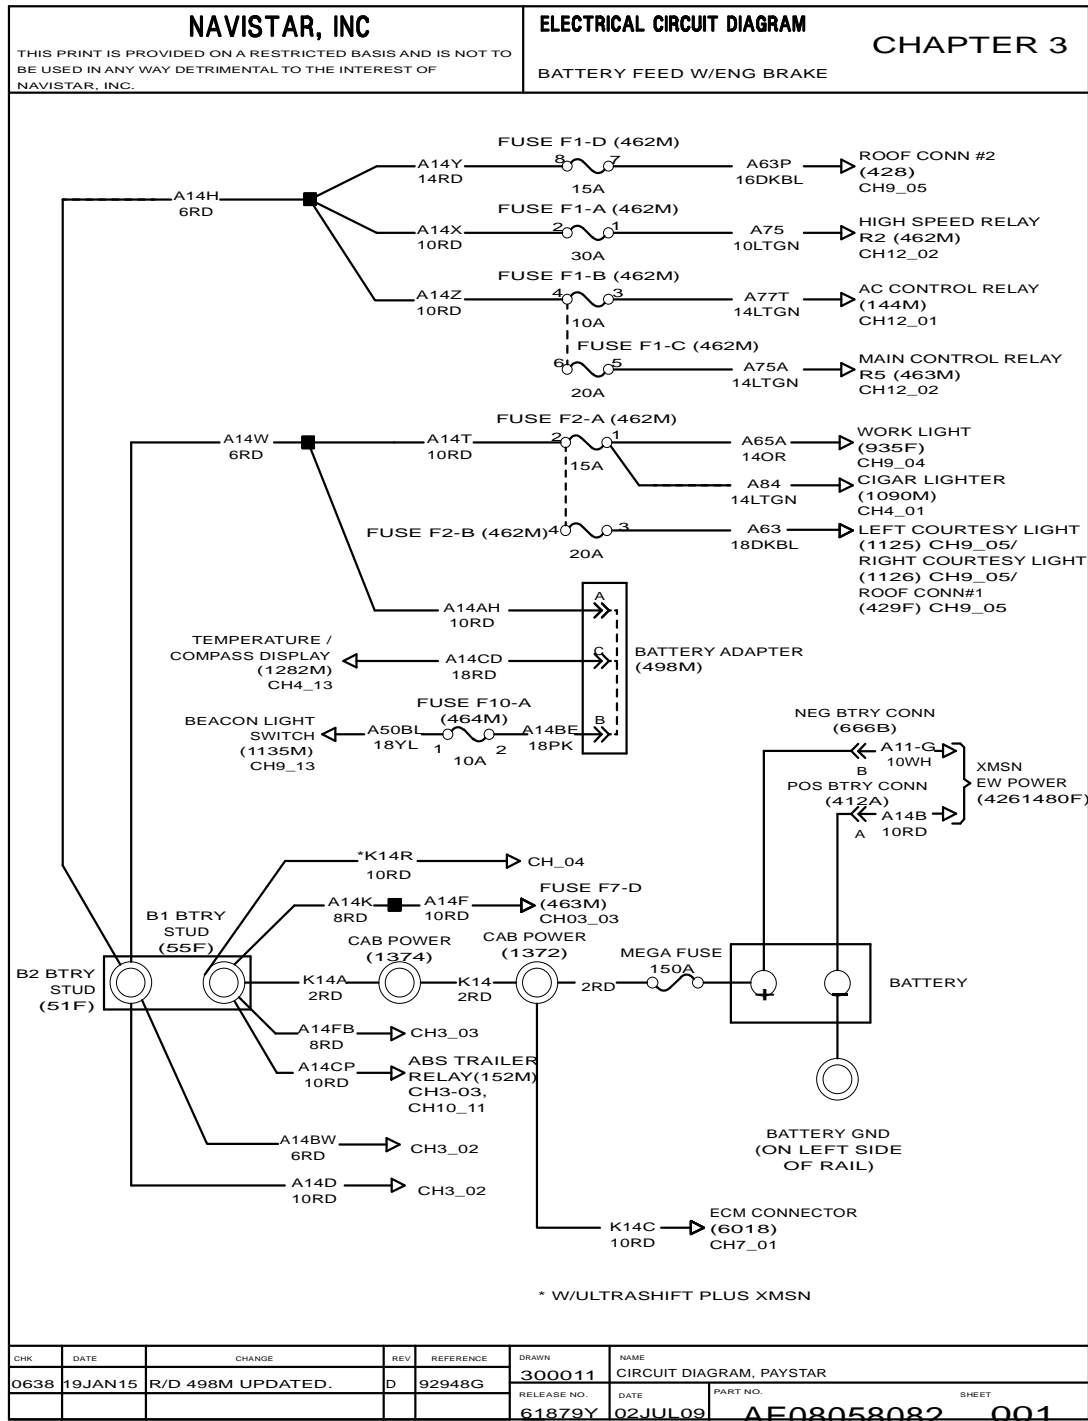 NAVISTAR, INC
THIS PRINT IS PROVIDED ON A RESTRICTED BASIS AND IS NOT TO
BE USED IN ANY WAY DETRIMENTAL TO THE INTEREST OF
NAVISTAR, INC.
ELECTRICAL CIRCUIT DIAGRAM
CHAPTER 3
BATTERY FEED W/ENG BRAKE
FUSE F1-D (462M)
A14Y
14RD
8
7
15A
A63P
16DKBL
ROOF CONN #2
(428)
CH9_05
A14H
6RD
FUSE F1-A (462M)
A14X
10RD
2
1
30A
A75
10LTGN
HIGH SPEED RELAY
R2 (462M)
CH12_02
FUSE F1-B (462M)
A14Z
10RD
4
3
10A
A77T
14LTGN
AC CONTROL RELAY
(144M)
CH12_01
FUSE F1-C (462M)
6
5
20A
A75A
14LTGN
MAIN CONTROL RELAY
R5 (463M)
CH12_02
FUSE F2-A (462M)
A14W
6RD
A14T
10RD
2
1
15A
A65A
14OR
WORK LIGHT
(935F)
CH9_04
A84
14LTGN
CIGAR LIGHTER
(1090M)
CH4_01
FUSE F2-B (462M)
4
3
20A
A63
18DKBL
LEFT COURTESY LIGHT
(1125) CH9_05/
RIGHT COURTESY LIGHT
(1126) CH9_05/
ROOF CONN#1
(429F) CH9_05
A14AH
10RD
A
TEMPERATURE /
COMPASS DISPLAY
(1282M)
CH4_13
A14CD
18RD
C
BATTERY ADAPTER
(498M)
BEACON LIGHT
SWITCH
(1135M)
CH9_13
A50BL
18YL
FUSE F10-A
(464M)
1
2
10A
A14BE
18PK
B
NEG BTRY CONN
(666B)
A11-G
10WH
B
POS BTRY CONN
(412A)
A14B
10RD
A
XMSN
EW POWER
(4261480F)
*K14R
10RD
CH_04
A14K
8RD
A14F
10RD
FUSE F7-D
(463M)
CH03_03
B1 BTRY
STUD
(55F)
B2 BTRY
STUD
(51F)
K14A
2RD
CAB POWER
(1374)
K14
2RD
CAB POWER
(1372)
2RD
MEGA FUSE
150A
+
−
BATTERY
A14FB
8RD
CH3_03
A14CP
10RD
ABS TRAILER
RELAY(152M)
CH3-03,
CH10_11
A14BW
6RD
CH3_02
A14D
10RD
CH3_02
BATTERY GND
(ON LEFT SIDE
OF RAIL)
K14C
10RD
ECM CONNECTOR
(6018)
CH7_01
* W/ULTRASHIFT PLUS XMSN
CHK DATE CHANGE REV REFERENCE
0638 19JAN15 R/D 498M UPDATED. D 92948G
DRAWN
300011
NAME
CIRCUIT DIAGRAM, PAYSTAR
RELEASE NO.
61879Y
DATE
02JUL09
PART NO.
AE08058082
SHEET
001